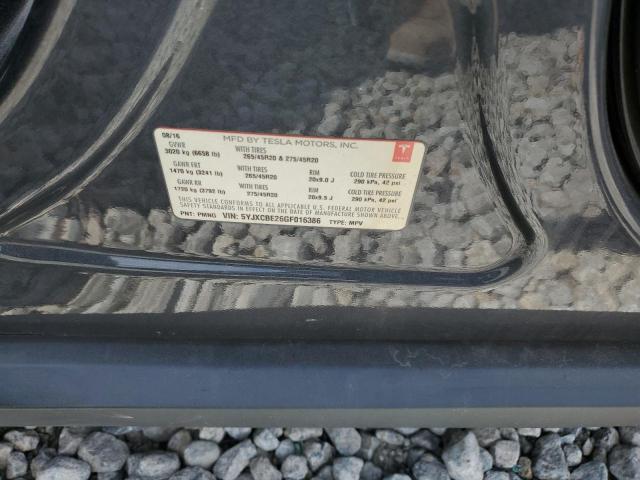 08/16 MFD BY TESLA MOTORS, INC.
GVWR WITH TIRES
3020 kg (6658 lb) 265/45R20 & 275/45R20
GAWR FRT WITH TIRES RIM COLD TIRE PRESSURE
1470 kg (3241 lb) 265/45R20 20x9.0 J 290 kPa, 42 psi
GAWR RR WITH TIRES RIM COLD TIRE PRESSURE
1720 kg (3792 lb) 275/45R20 20x9.5 J 290 kPa, 42 psi
THIS VEHICLE CONFORMS TO ALL APPLICABLE U.S. FEDERAL MOTOR VEHICLE
SAFETY STANDARDS IN EFFECT ON THE DATE OF MANUFACTURE SHOWN ABOVE.
PNT: PMNG VIN: 5YJXCBE26GF016386 TYPE: MPV
TESLA